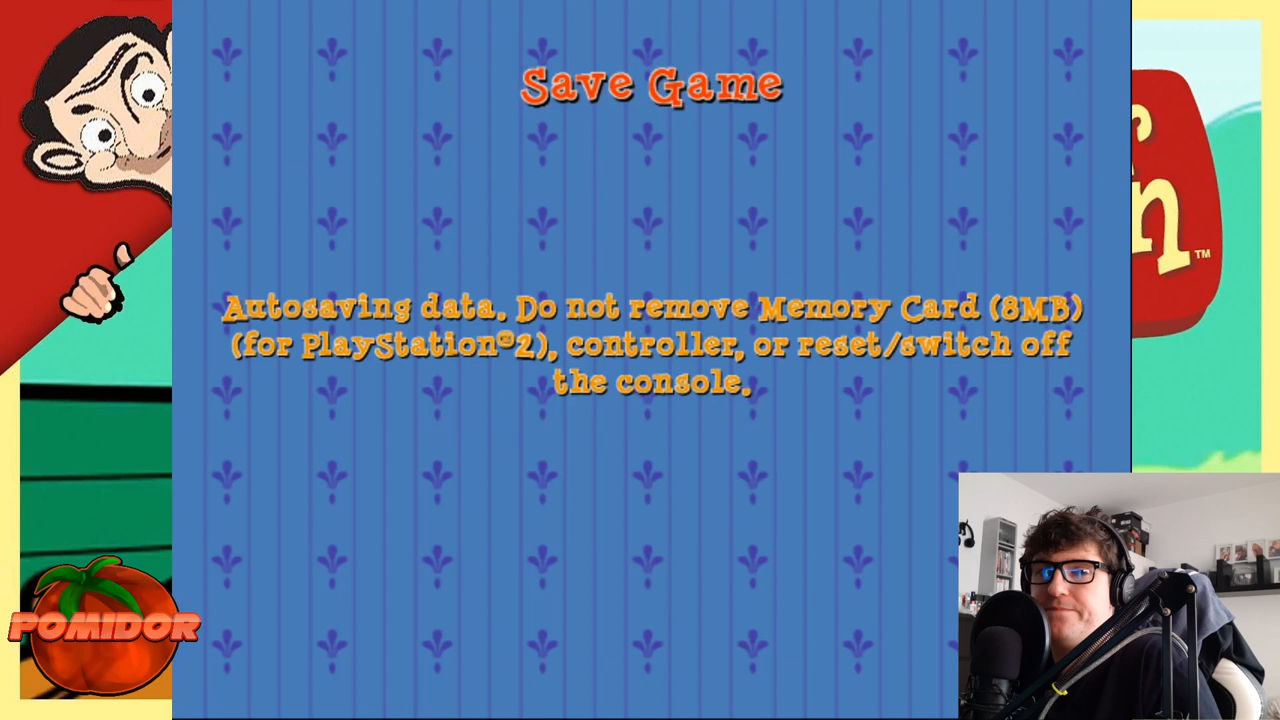 Save Game
Autosaving data. Do not remove Memory Card (8MB)
(for PlayStation®2), controller, or reset/switch off
the console.
POMIDOR
™